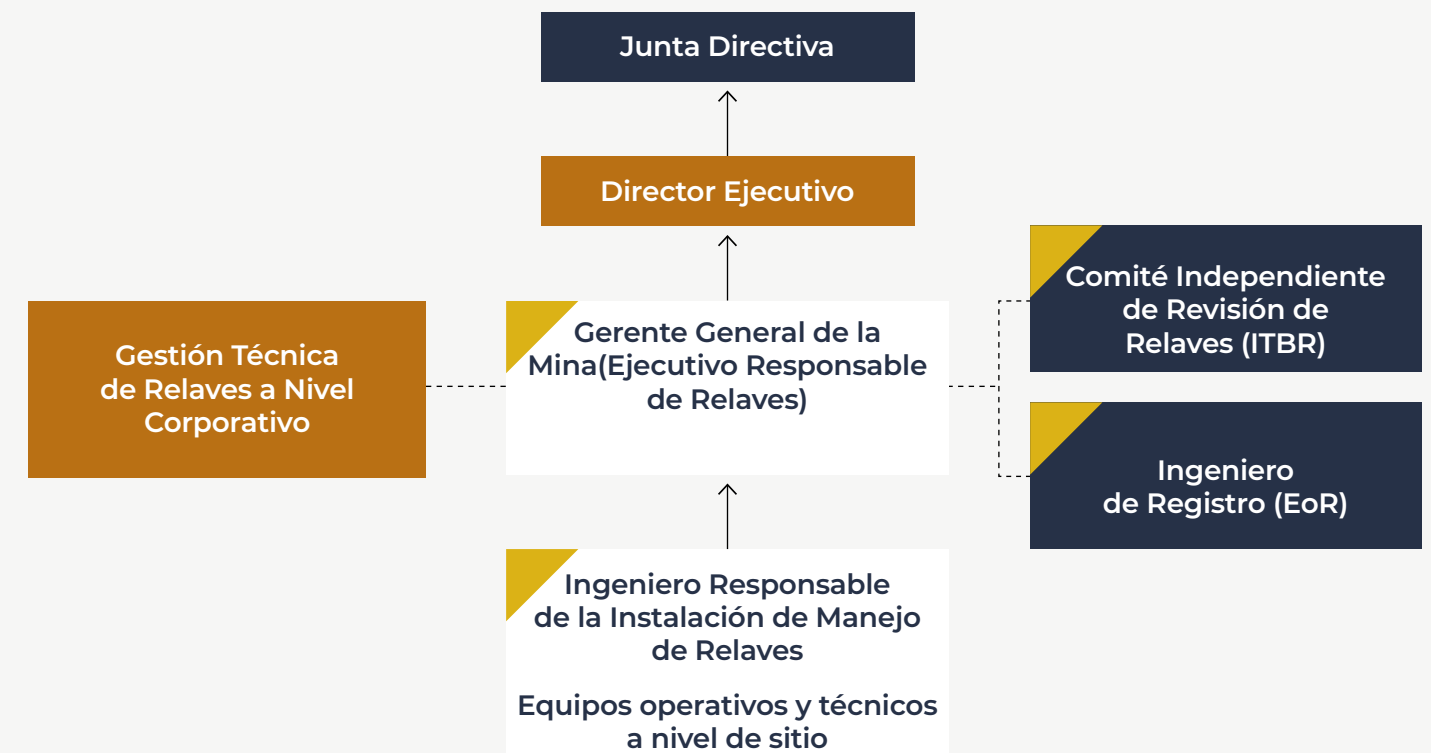 Junta Directiva
Director Ejecutivo
Gestión Técnica
de Relaves a Nivel
Corporativo
Gerente General de la
Mina(Ejecutivo Responsable
de Relaves)
Comité Independiente
de Revisión de
Relaves (ITBR)
Ingeniero
de Registro (EoR)
Ingeniero Responsable
de la Instalación de Manejo
de Relaves
Equipos operativos y técnicos
a nivel de sitio